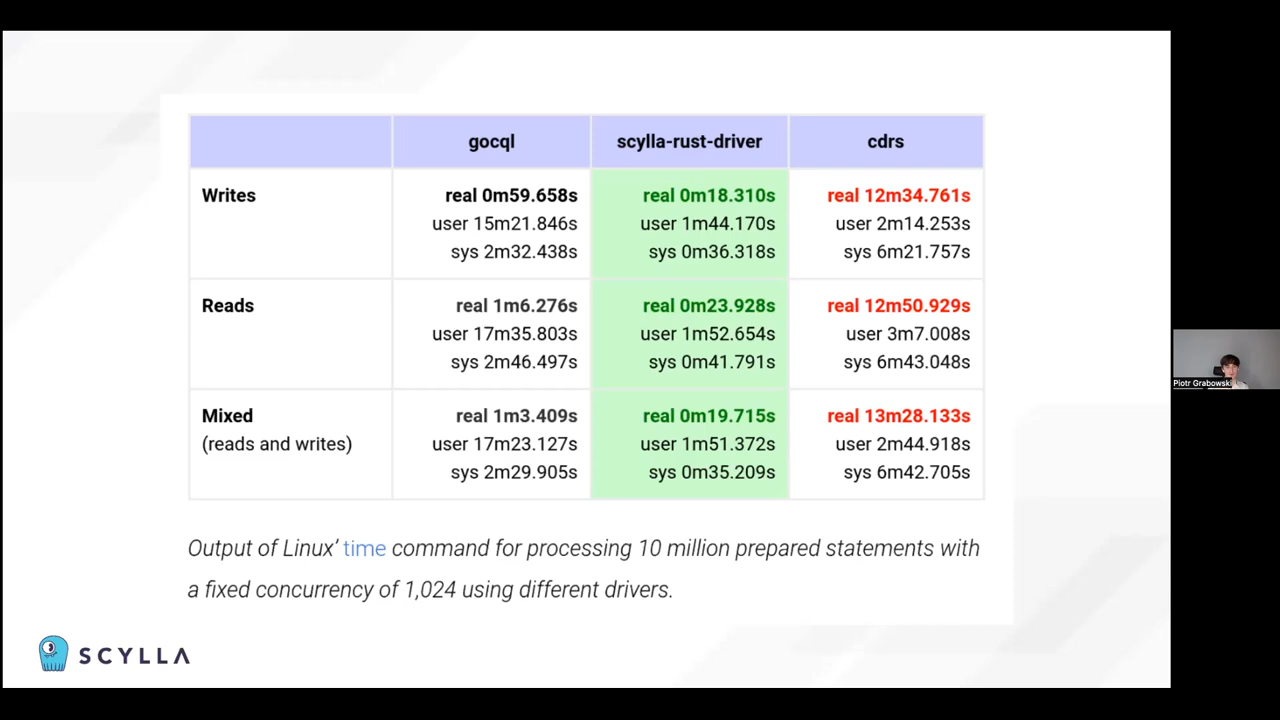 gocql scylla-rust-driver cdrs
Writes real 0m59.658s real 0m18.310s real 12m34.761s
user 15m21.846s user 1m44.170s user 2m14.253s
sys 2m32.438s sys 0m36.318s sys 6m21.757s
Reads real 1m6.276s real 0m23.928s real 12m50.929s
user 17m35.803s user 1m52.654s user 3m7.008s
sys 2m46.497s sys 0m41.791s sys 6m43.048s
Mixed real 1m3.409s real 0m19.715s real 13m28.133s
(reads and writes) user 17m23.127s user 1m51.372s user 2m44.918s
sys 2m29.905s sys 0m35.209s sys 6m42.705s
Output of Linux’ time command for processing 10 million prepared statements with
a fixed concurrency of 1,024 using different drivers.
SCYLLA
Piotr Grabowski